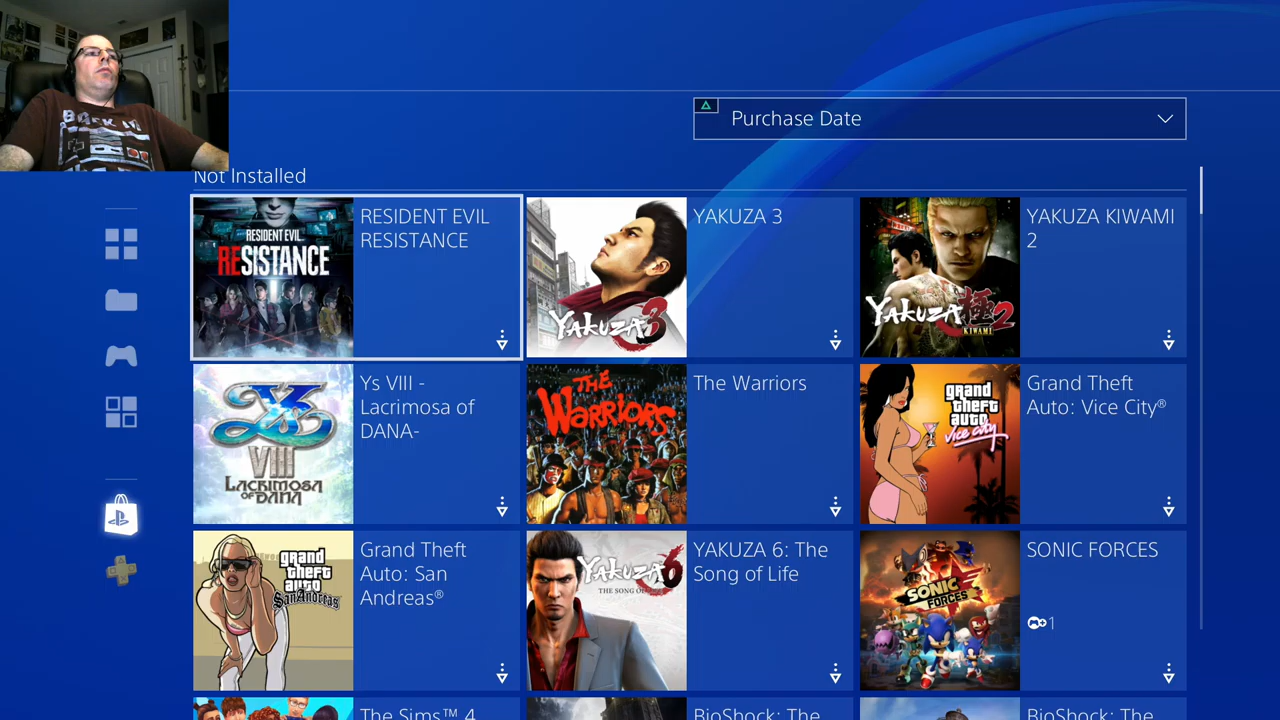 BACK IN
Purchase Date
Not Installed
RESIDENT EVIL
RESISTANCE
RESIDENT EVIL
RESISTANCE
YAKUZA 3
YAKUZA 3
YAKUZA KIWAMI
2
YAKUZA 極2
KIWAMI
Ys
VIII
LACRIMOSA
OF DANA
Ys VIII -
Lacrimosa of
DANA-
THE
WARRIORS
The Warriors
grand
theft
auto
vice city
Grand Theft
Auto: Vice City®
grand
theft
auto
San Andreas
Grand Theft
Auto: San
Andreas®
YAKUZA 6
THE SONG OF LIFE
YAKUZA 6: The
Song of Life
SONIC
FORCES
SONIC FORCES
1
The Sims™ 4
BioShock: The
BioShock: The